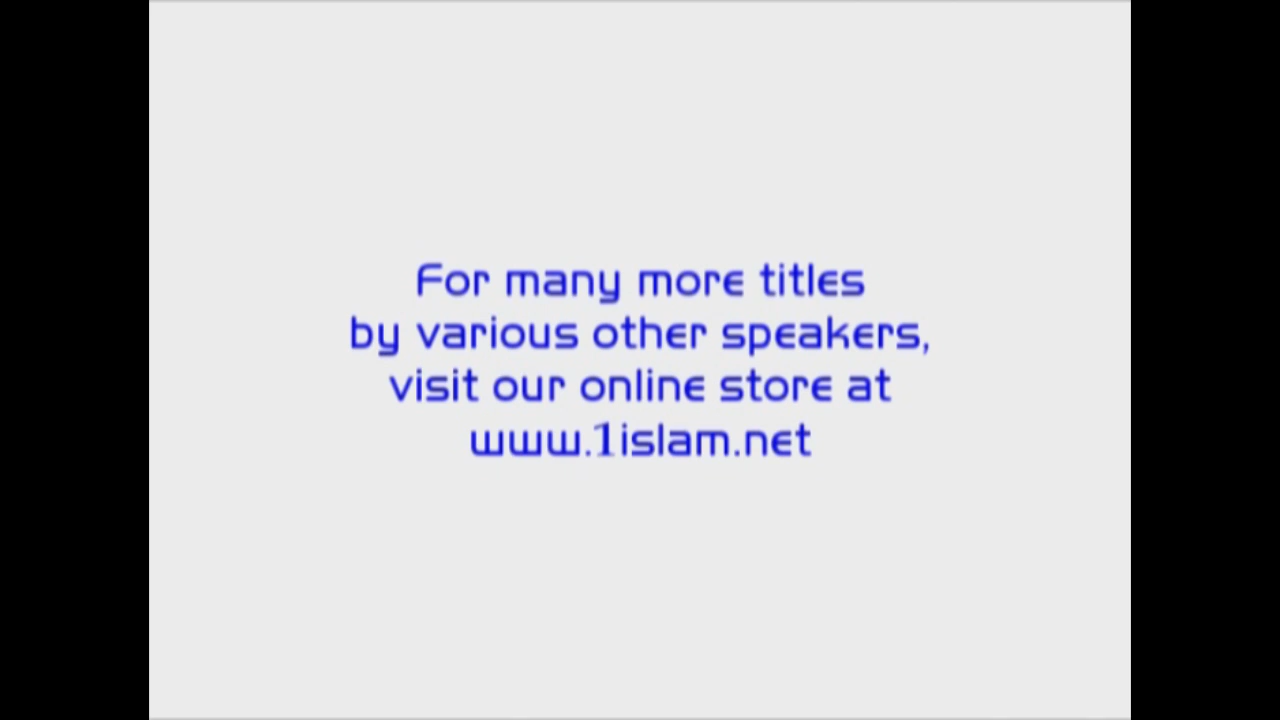 For many more titles
by various other speakers,
visit our online store at
www.1islam.net